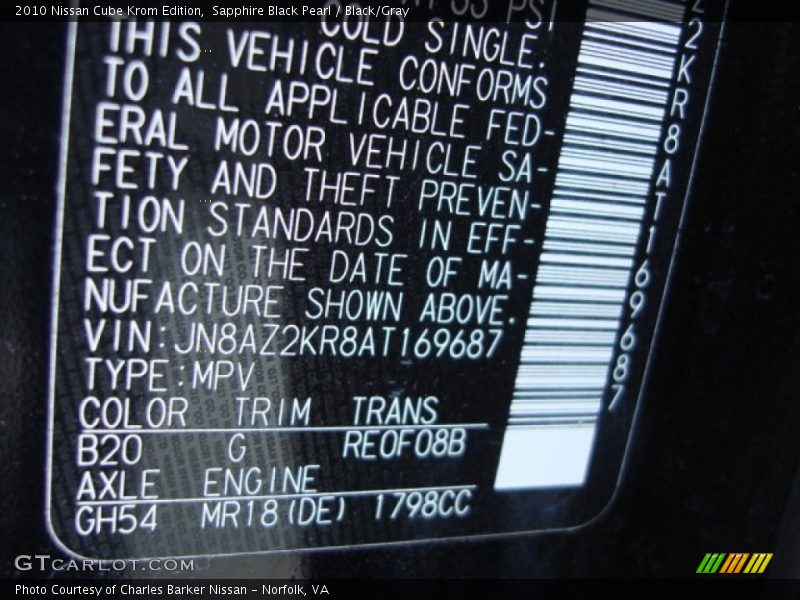 2010 Nissan Cube Krom Edition, Sapphire Black Pearl / Black/Gray
PSI
COLD SINGLE.
THIS VEHICLE CONFORMS
TO ALL APPLICABLE FED-
ERAL MOTOR VEHICLE SA-
FETY AND THEFT PREVEN-
TION STANDARDS IN EFF-
ECT ON THE DATE OF MA-
NUFACTURE SHOWN ABOVE.
VIN:JN8AZ2KR8AT169687
TYPE:MPV
COLOR TRIM TRANS
B20 G RE0F08B
AXLE ENGINE
GH54 MR18(DE) 1798CC
2KR8AT169687
GTCARLOT.COM
Photo Courtesy of Charles Barker Nissan - Norfolk, VA